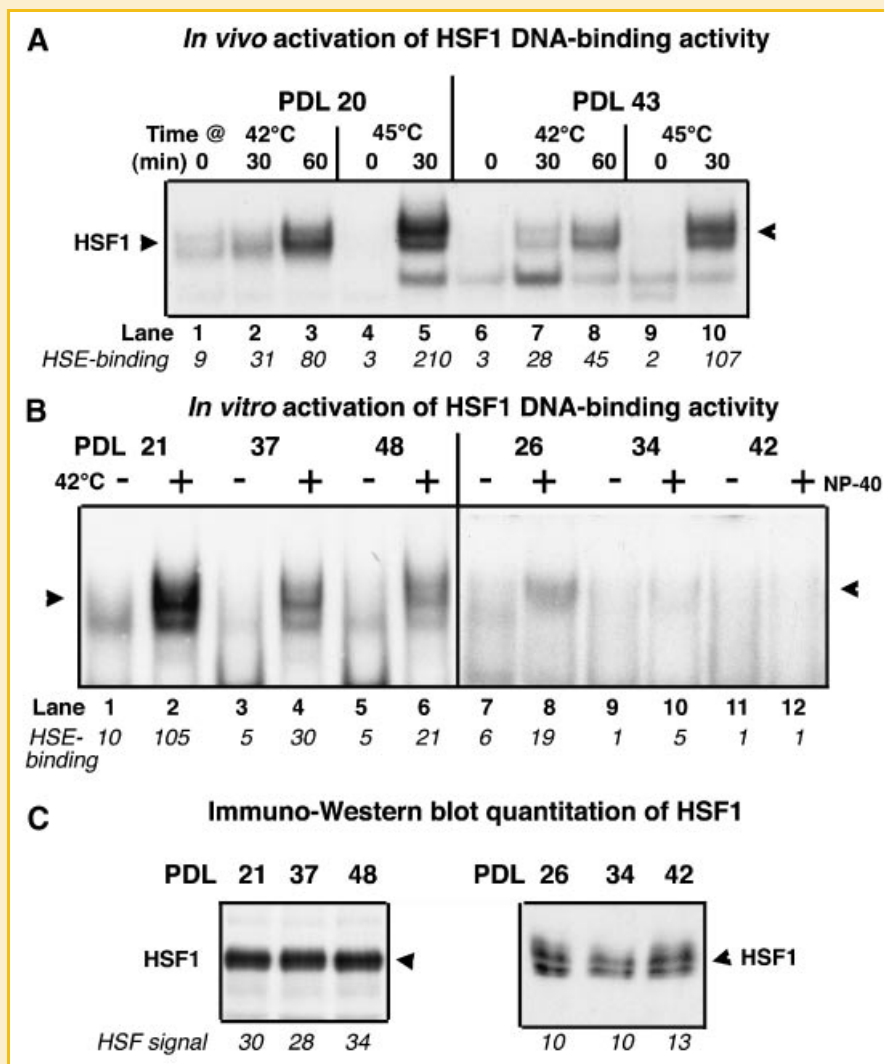 A In vivo activation of HSF1 DNA-binding activity
PDL 20 PDL 43
Time @ 42°C 45°C 42°C 45°C
(min) 0 30 60 0 30 0 30 60 0 30
HSF1
Lane 1 2 3 4 5 6 7 8 9 10
HSE-binding 9 31 80 3 210 3 28 45 2 107
B In vitro activation of HSF1 DNA-binding activity
PDL 21 37 48 26 34 42
42°C - + - + - + - + - + - + NP-40
Lane 1 2 3 4 5 6 7 8 9 10 11 12
HSE- 10 105 5 30 5 21 6 19 1 5 1 1
binding
C Immuno-Western blot quantitation of HSF1
PDL 21 37 48 PDL 26 34 42
HSF1 HSF1
HSF signal 30 28 34 10 10 13